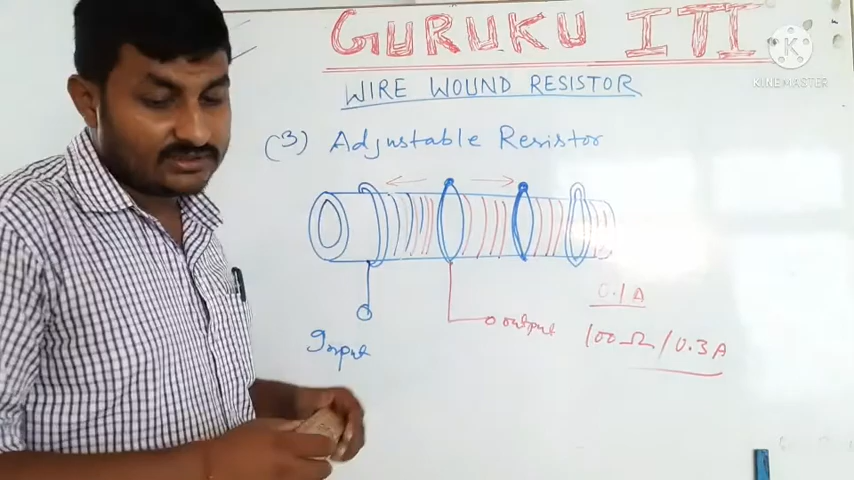 GURUKU ITI
KINEMASTER
WIRE WOUND RESISTOR
(3) Adjustable Resistor
0.1A
Input
output
100Ω/0.3A